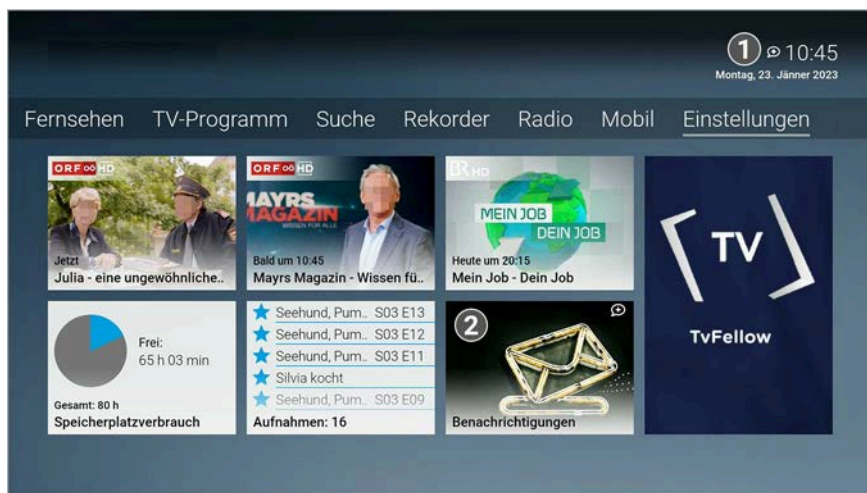 1 10:45
Montag, 23. Jänner 2023
Fernsehen TV-Programm Suche Rekorder Radio Mobil Einstellungen
ORF oö HD
Jetzt
Julia - eine ungewöhnliche..
ORF oö HD
MAYRS
MAGAZIN
WISSEN FÜR ALLE
Bald um 10:45
Mayrs Magazin - Wissen fü..
BR HD
MEIN JOB
DEIN JOB
Heute um 20:15
Mein Job - Dein Job
TV
TvFellow
Frei:
65 h 03 min
Gesamt: 80 h
Speicherplatzverbrauch
Seehund, Pum.. S03 E13
Seehund, Pum.. S03 E12
Seehund, Pum.. S03 E11
Silvia kocht
Seehund, Pum.. S03 E09
Aufnahmen: 16
2
Benachrichtigungen